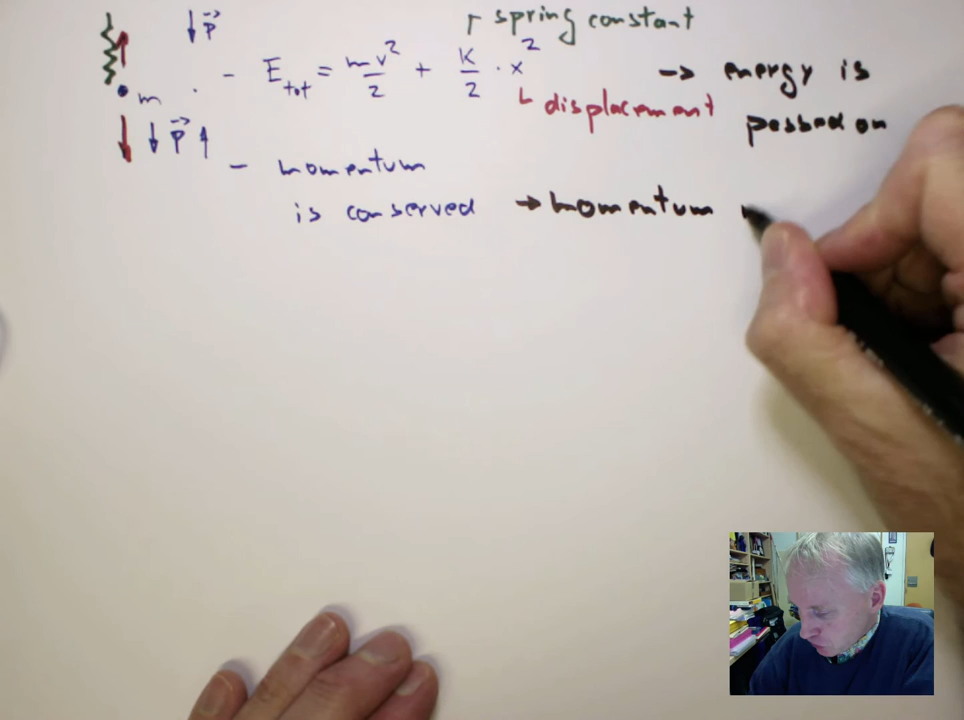 ↱ spring constant
↓ p⃗
- E_tot = mv²/2 + K/2 · x²
m
↳ displacement
→ energy is
passed on
↓ p⃗ ↑
- momentum
is conserved → momentum